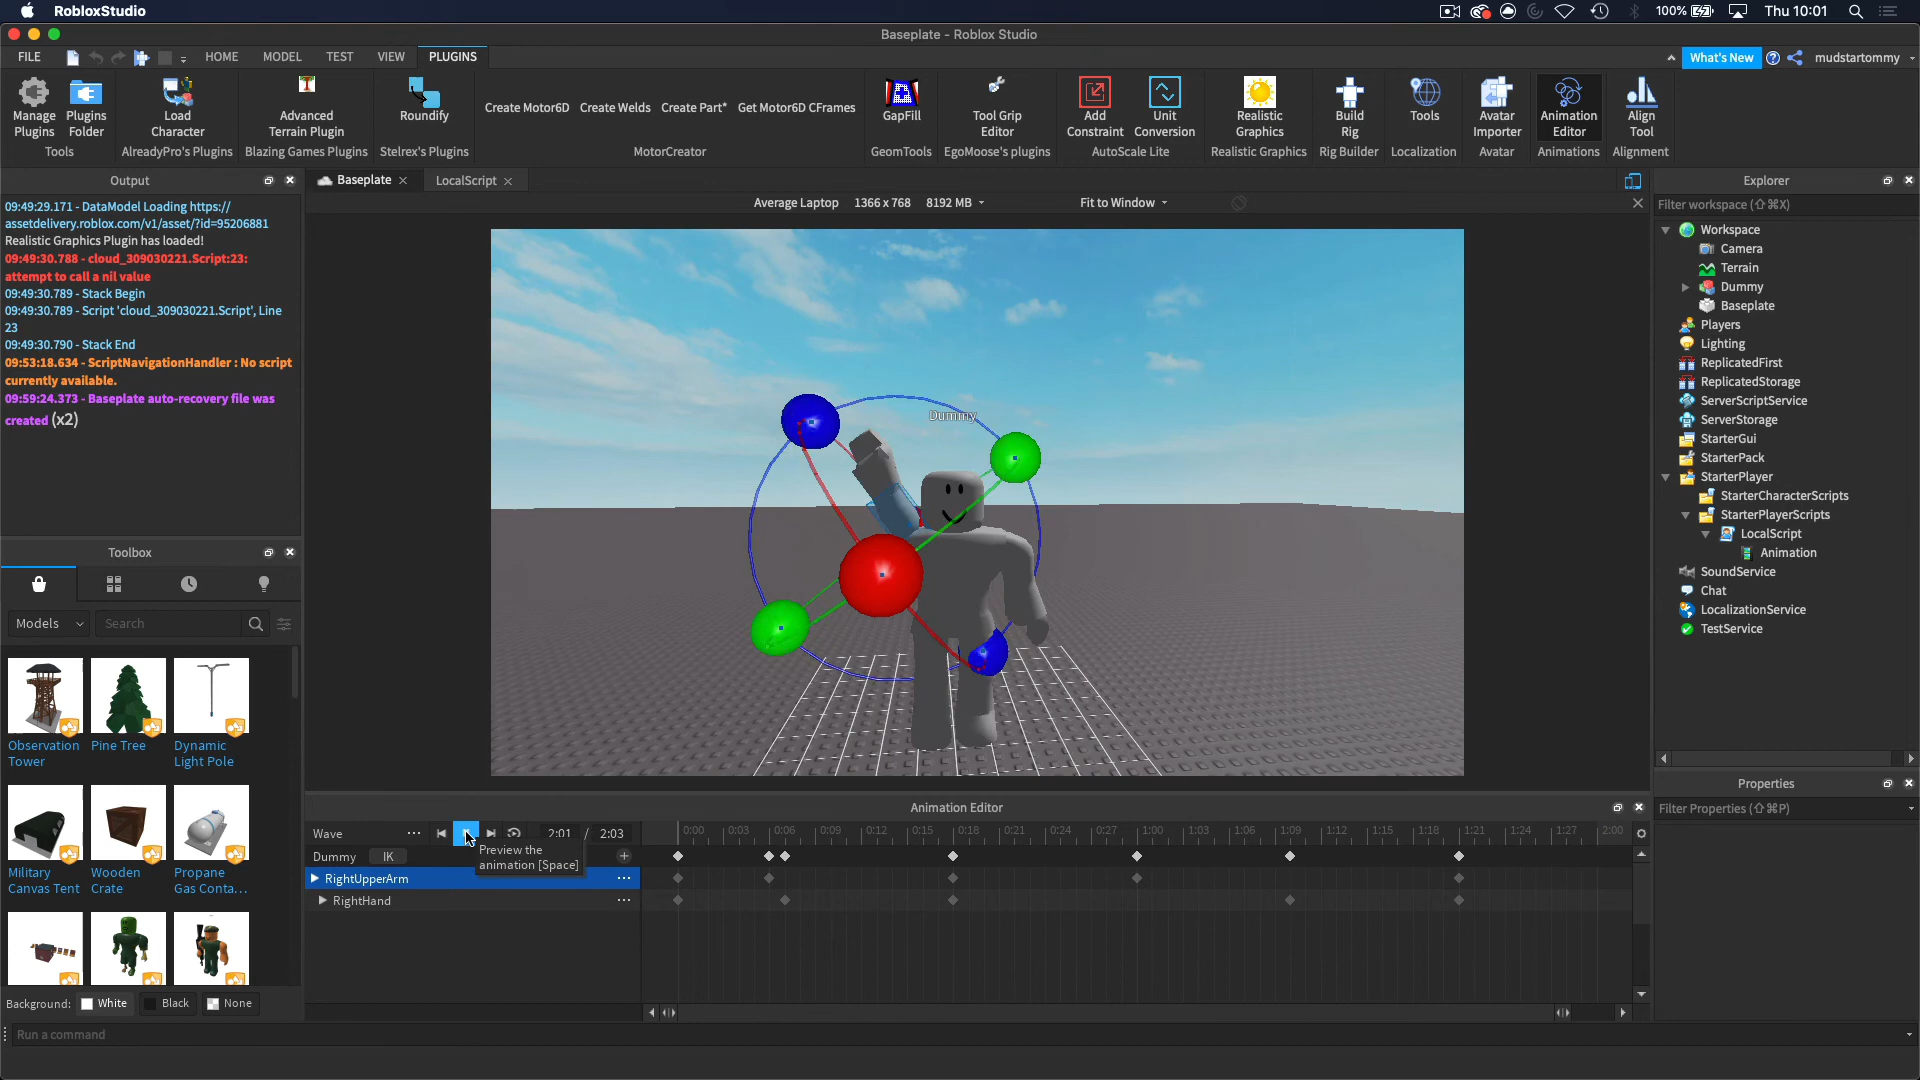 RobloxStudio
100%
Thu 10:01
Baseplate - Roblox Studio
FILE
HOME
MODEL
TEST
VIEW
PLUGINS
What's New
mudstartommy
Manage Plugins
Plugins Folder
Load Character
Advanced Terrain Plugin
Roundify
Create Motor6D
Create Welds
Create Part*
Get Motor6D CFrames
GapFill
Tool Grip Editor
Add Constraint
Unit Conversion
Realistic Graphics
Build Rig
Tools
Avatar Importer
Animation Editor
Align Tool
Tools
AlreadyPro's Plugins
Blazing Games Plugins
Stelrex's Plugins
MotorCreator
GeomTools
EgoMoose's plugins
AutoScale Lite
Realistic Graphics
Rig Builder
Localization
Avatar
Animations
Alignment
Output
09:49:29.171 - DataModel Loading https://
assetdelivery.roblox.com/v1/asset/?id=95206881
Realistic Graphics Plugin has loaded!
09:49:30.788 - cloud_309030221.Script:23:
attempt to call a nil value
09:49:30.789 - Stack Begin
09:49:30.789 - Script 'cloud_309030221.Script', Line
23
09:49:30.790 - Stack End
09:53:18.634 - ScriptNavigationHandler : No script
currently available.
09:59:24.373 - Baseplate auto-recovery file was
created (x2)
Toolbox
Models
Search
Observation Tower
Pine Tree
Dynamic Light Pole
Military Canvas Tent
Wooden Crate
Propane Gas Conta...
Background:
White
Black
None
Run a command
Baseplate
LocalScript
Average Laptop
1366 x 768
8192 MB
Fit to Window
Dummy
Animation Editor
Wave
2:01 / 2:03
0:00
0:03
0:06
0:09
0:12
0:15
0:18
0:21
0:24
0:27
1:00
1:03
1:06
1:09
1:12
1:15
1:18
1:21
1:24
1:27
2:00
Dummy
IK
Preview the
animation [Space]
RightUpperArm
RightHand
Explorer
Filter workspace (⇧⌘X)
Workspace
Camera
Terrain
Dummy
Baseplate
Players
Lighting
ReplicatedFirst
ReplicatedStorage
ServerScriptService
ServerStorage
StarterGui
StarterPack
StarterPlayer
StarterCharacterScripts
StarterPlayerScripts
LocalScript
Animation
SoundService
Chat
LocalizationService
TestService
Properties
Filter Properties (⇧⌘P)